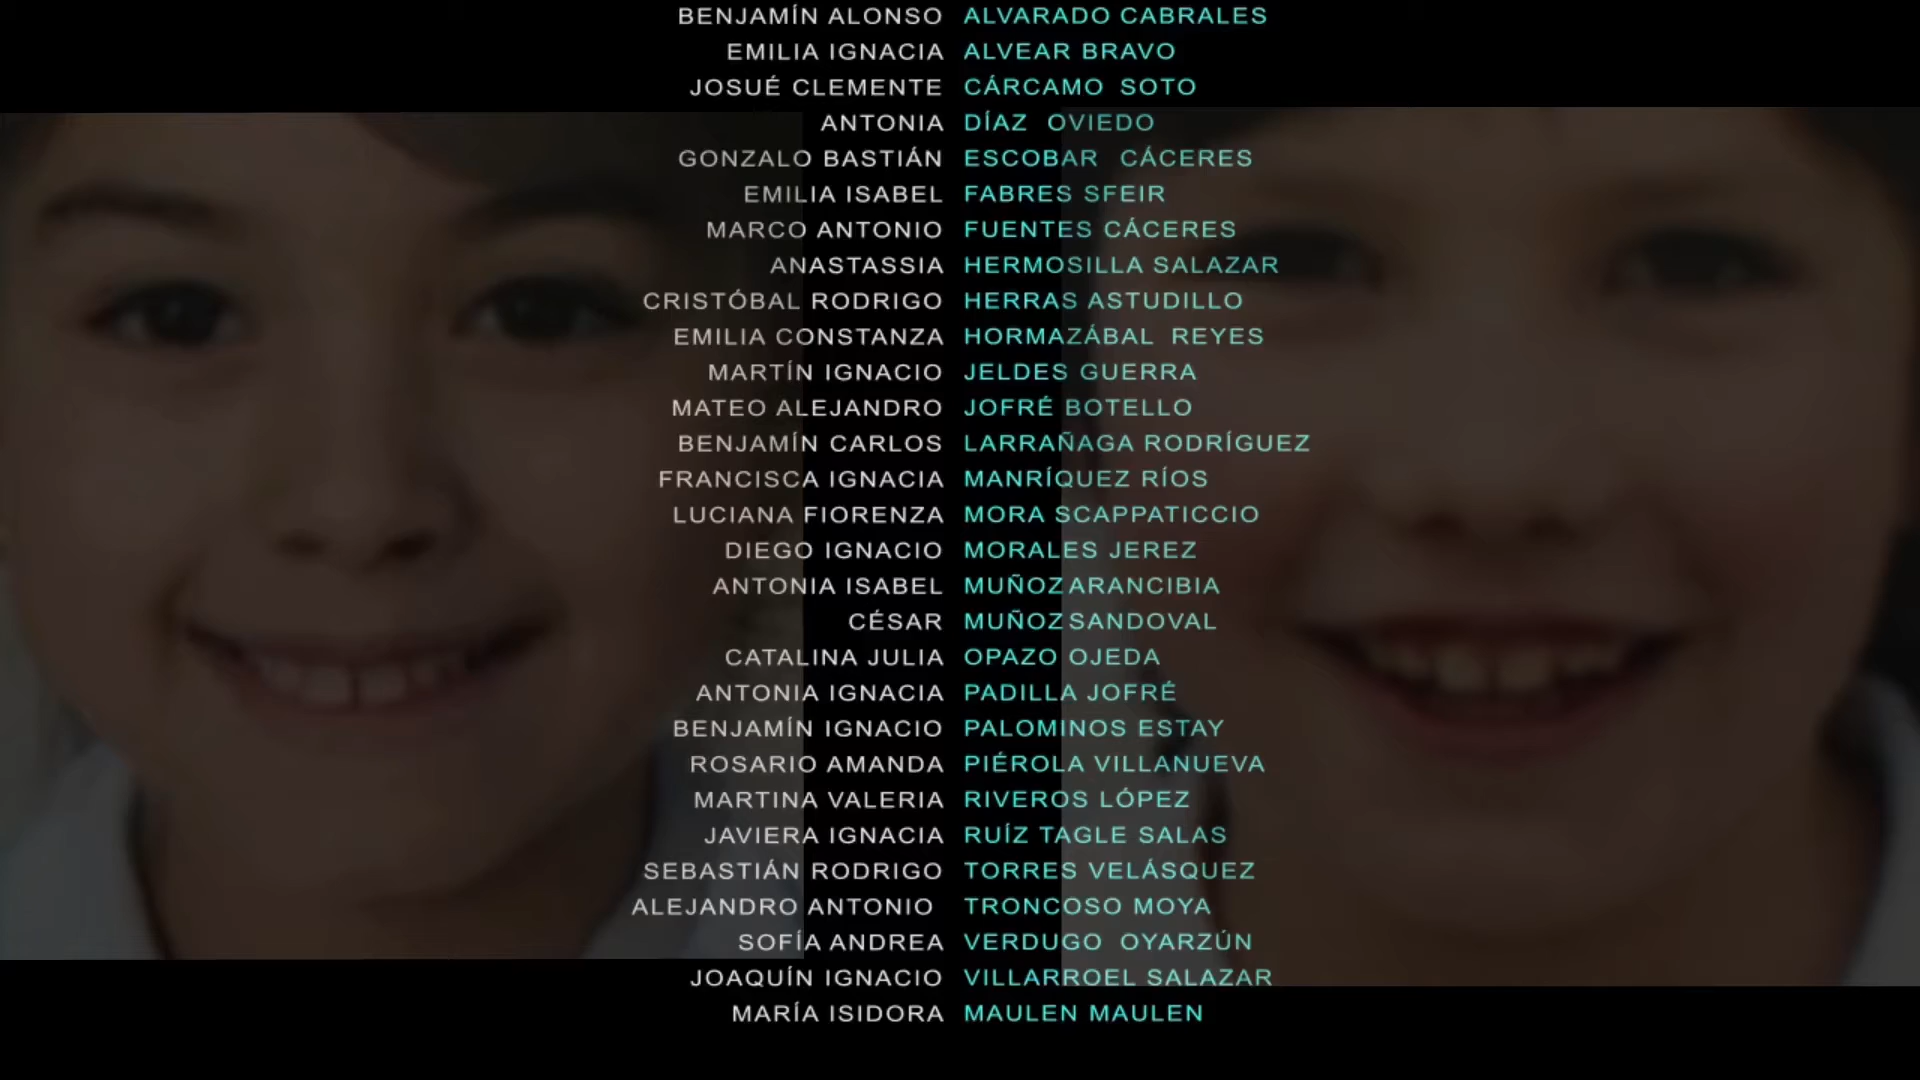 BENJAMÍN ALONSO ALVARADO CABRALES
EMILIA IGNACIA ALVEAR BRAVO
JOSUÉ CLEMENTE CÁRCAMO SOTO
ANTONIA DÍAZ OVIEDO
GONZALO BASTIÁN ESCOBAR CÁCERES
EMILIA ISABEL FABRES SFEIR
MARCO ANTONIO FUENTES CÁCERES
ANASTASSIA HERMOSILLA SALAZAR
CRISTÓBAL RODRIGO HERRAS ASTUDILLO
EMILIA CONSTANZA HORMAZÁBAL REYES
MARTÍN IGNACIO JELDES GUERRA
MATEO ALEJANDRO JOFRÉ BOTELLO
BENJAMÍN CARLOS LARRAÑAGA RODRÍGUEZ
FRANCISCA IGNACIA MANRÍQUEZ RÍOS
LUCIANA FIORENZA MORA SCAPPATICCIO
DIEGO IGNACIO MORALES JEREZ
ANTONIA ISABEL MUÑOZ ARANCIBIA
CÉSAR MUÑOZ SANDOVAL
CATALINA JULIA OPAZO OJEDA
ANTONIA IGNACIA PADILLA JOFRÉ
BENJAMÍN IGNACIO PALOMINOS ESTAY
ROSARIO AMANDA PIÉROLA VILLANUEVA
MARTINA VALERIA RIVEROS LÓPEZ
JAVIERA IGNACIA RUÍZ TAGLE SALAS
SEBASTIÁN RODRIGO TORRES VELÁSQUEZ
ALEJANDRO ANTONIO TRONCOSO MOYA
SOFÍA ANDREA VERDUGO OYARZÚN
JOAQUÍN IGNACIO VILLARROEL SALAZAR
MARÍA ISIDORA MAULEN MAULEN